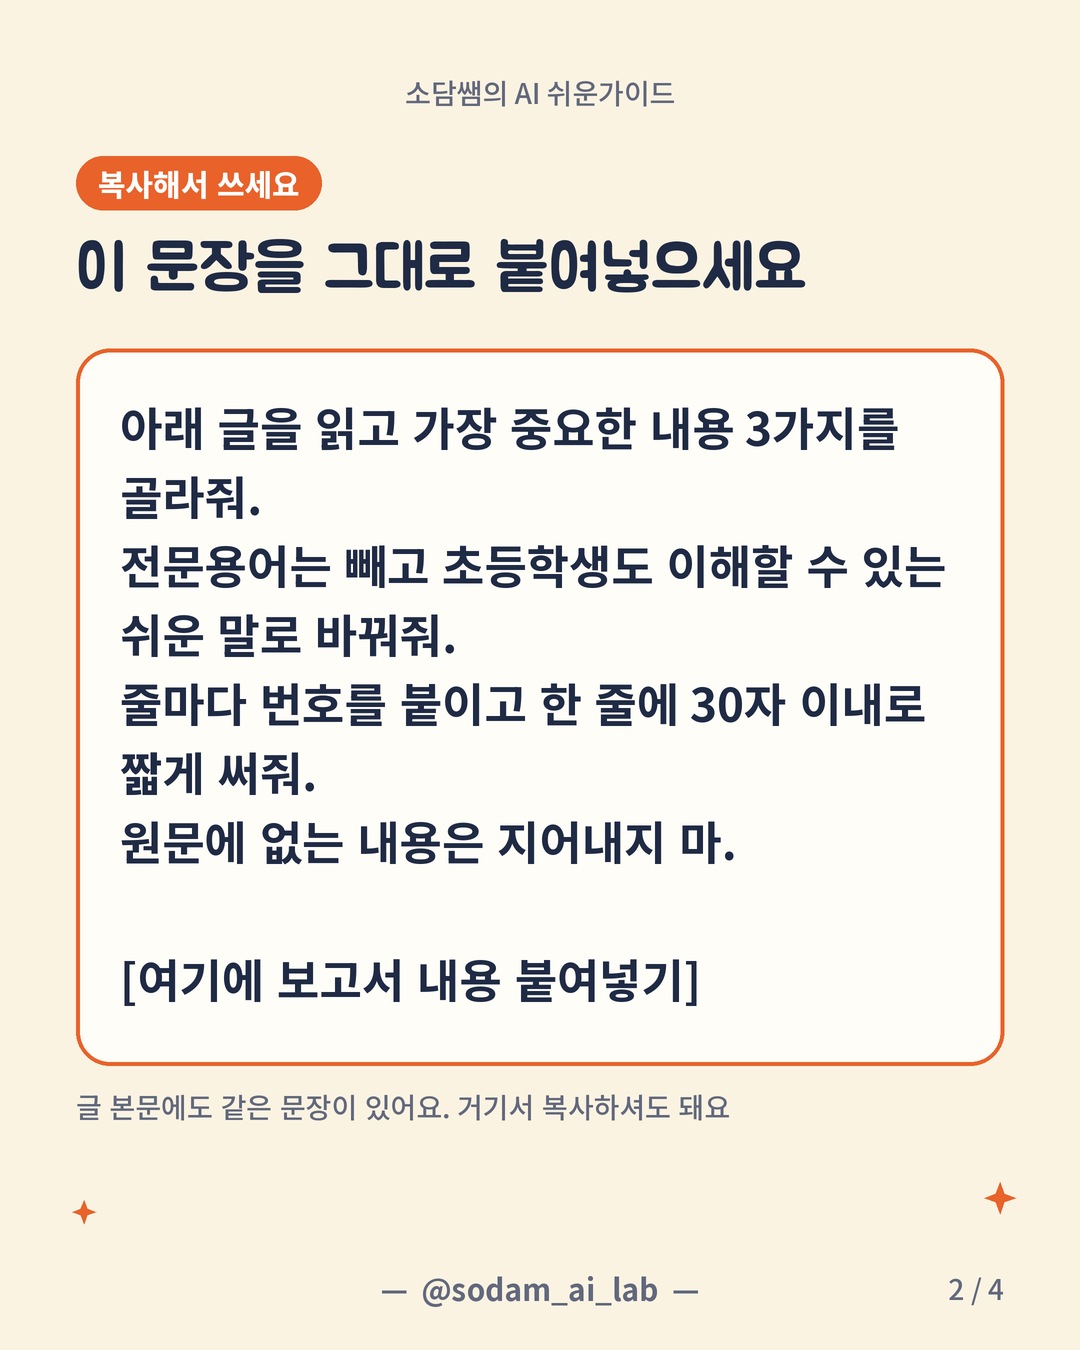 소담쌤의 AI 쉬운가이드
복사해서 쓰세요
이 문장을 그대로 붙여넣으세요
아래 글을 읽고 가장 중요한 내용 3가지를
골라줘.
전문용어는 빼고 초등학생도 이해할 수 있는
쉬운 말로 바꿔줘.
줄마다 번호를 붙이고 한 줄에 30자 이내로
짧게 써줘.
원문에 없는 내용은 지어내지 마.
[여기에 보고서 내용 붙여넣기]
글 본문에도 같은 문장이 있어요. 거기서 복사하셔도 돼요
— @sodam_ai_lab —
2 / 4